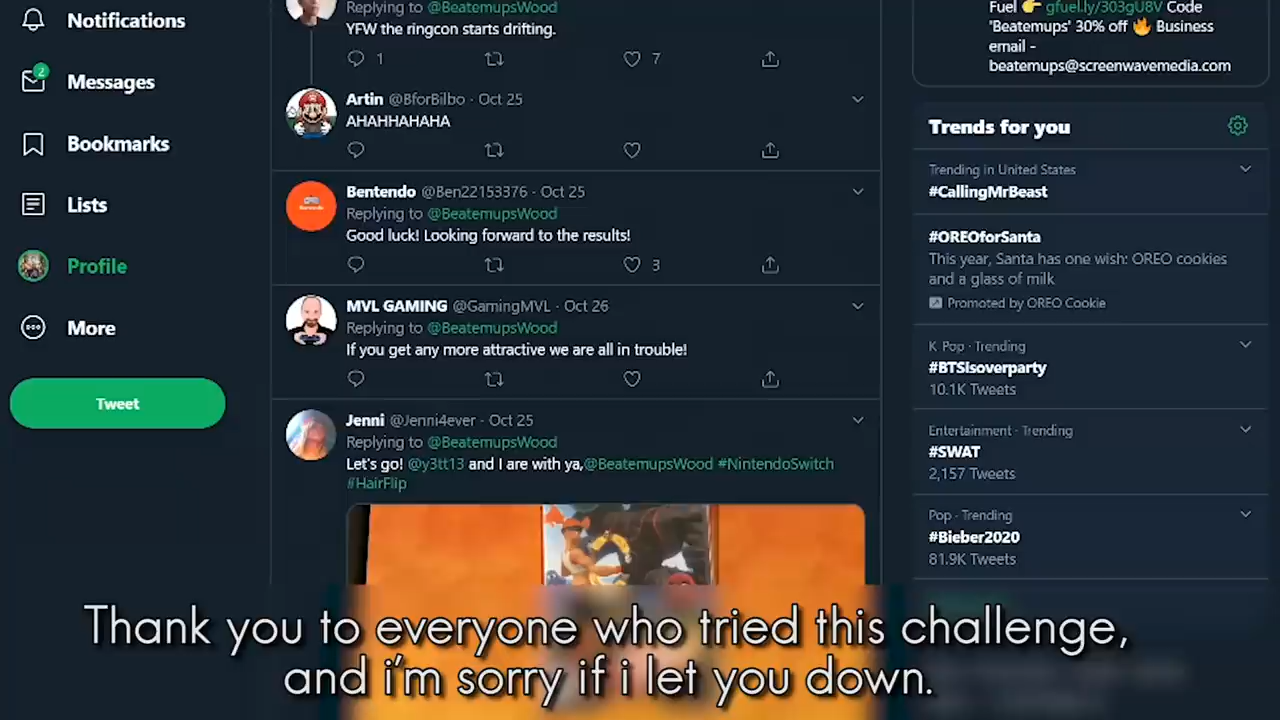 Notifications
2
Messages
Bookmarks
Lists
Profile
More
Tweet
Replying to @BeatemupsWood
YFW the ringcon starts drifting.
1
7
Artin @BforBilbo · Oct 25
AHAHHAHAHA
Bentendo @Ben22153376 · Oct 25
Replying to @BeatemupsWood
Good luck! Looking forward to the results!
3
MVL GAMING @GamingMVL · Oct 26
Replying to @BeatemupsWood
If you get any more attractive we are all in trouble!
Jenni @Jenni4ever · Oct 25
Replying to @BeatemupsWood
Let's go! @y3tt13 and I are with ya,@BeatemupsWood #NintendoSwitch
#HairFlip
Fuel 👉 gfuel.ly/303gU8V Code
'Beatemups' 30% off 🔥 Business
email -
beatemups@screenwavemedia.com
Trends for you
Trending in United States
#CallingMrBeast
#OREOforSanta
This year, Santa has one wish: OREO cookies
and a glass of milk
Promoted by OREO Cookie
K Pop · Trending
#BTSisoverparty
10.1K Tweets
Entertainment · Trending
#SWAT
2,157 Tweets
Pop · Trending
#Bieber2020
81.9K Tweets
Thank you to everyone who tried this challenge,
and i'm sorry if i let you down.